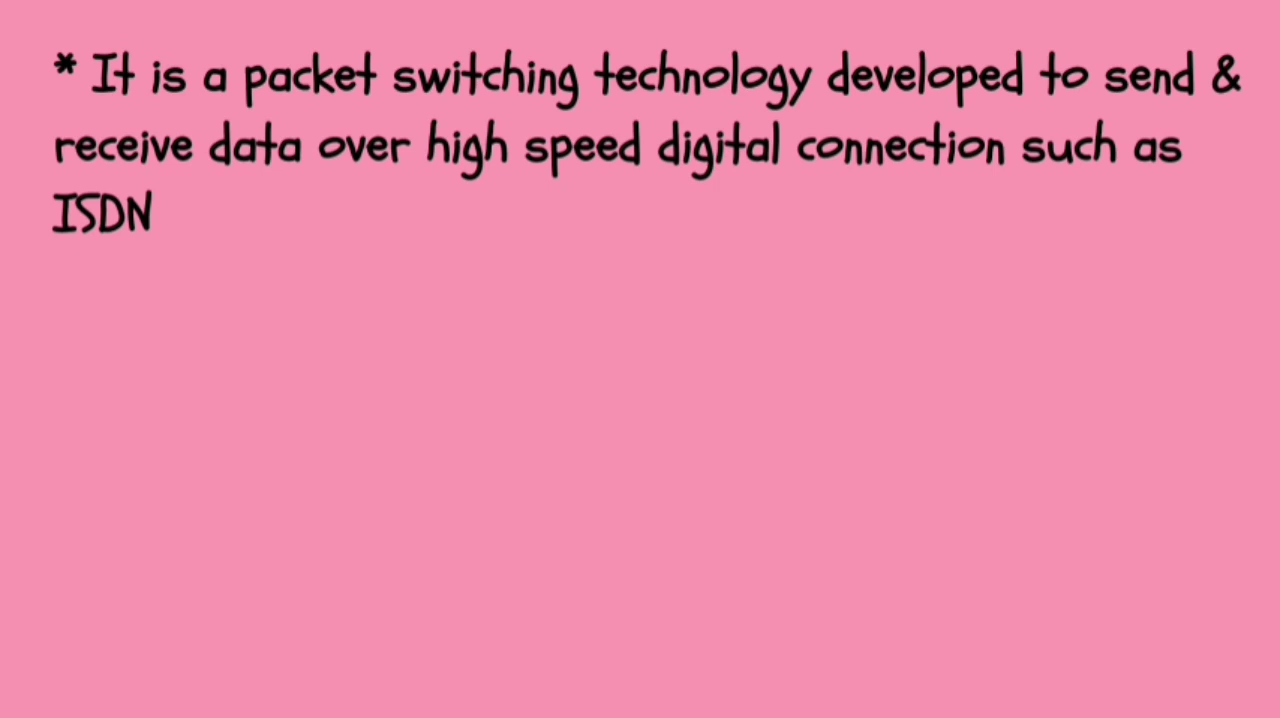 * It is a packet switching technology developed to send &
receive data over high speed digital connection such as
ISDN